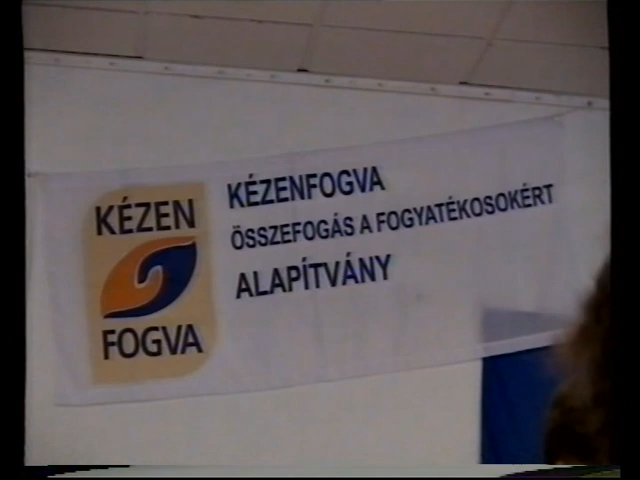 KÉZEN
FOGVA
KÉZENFOGVA
ÖSSZEFOGÁS A FOGYATÉKOSOKÉRT
ALAPÍTVÁNY